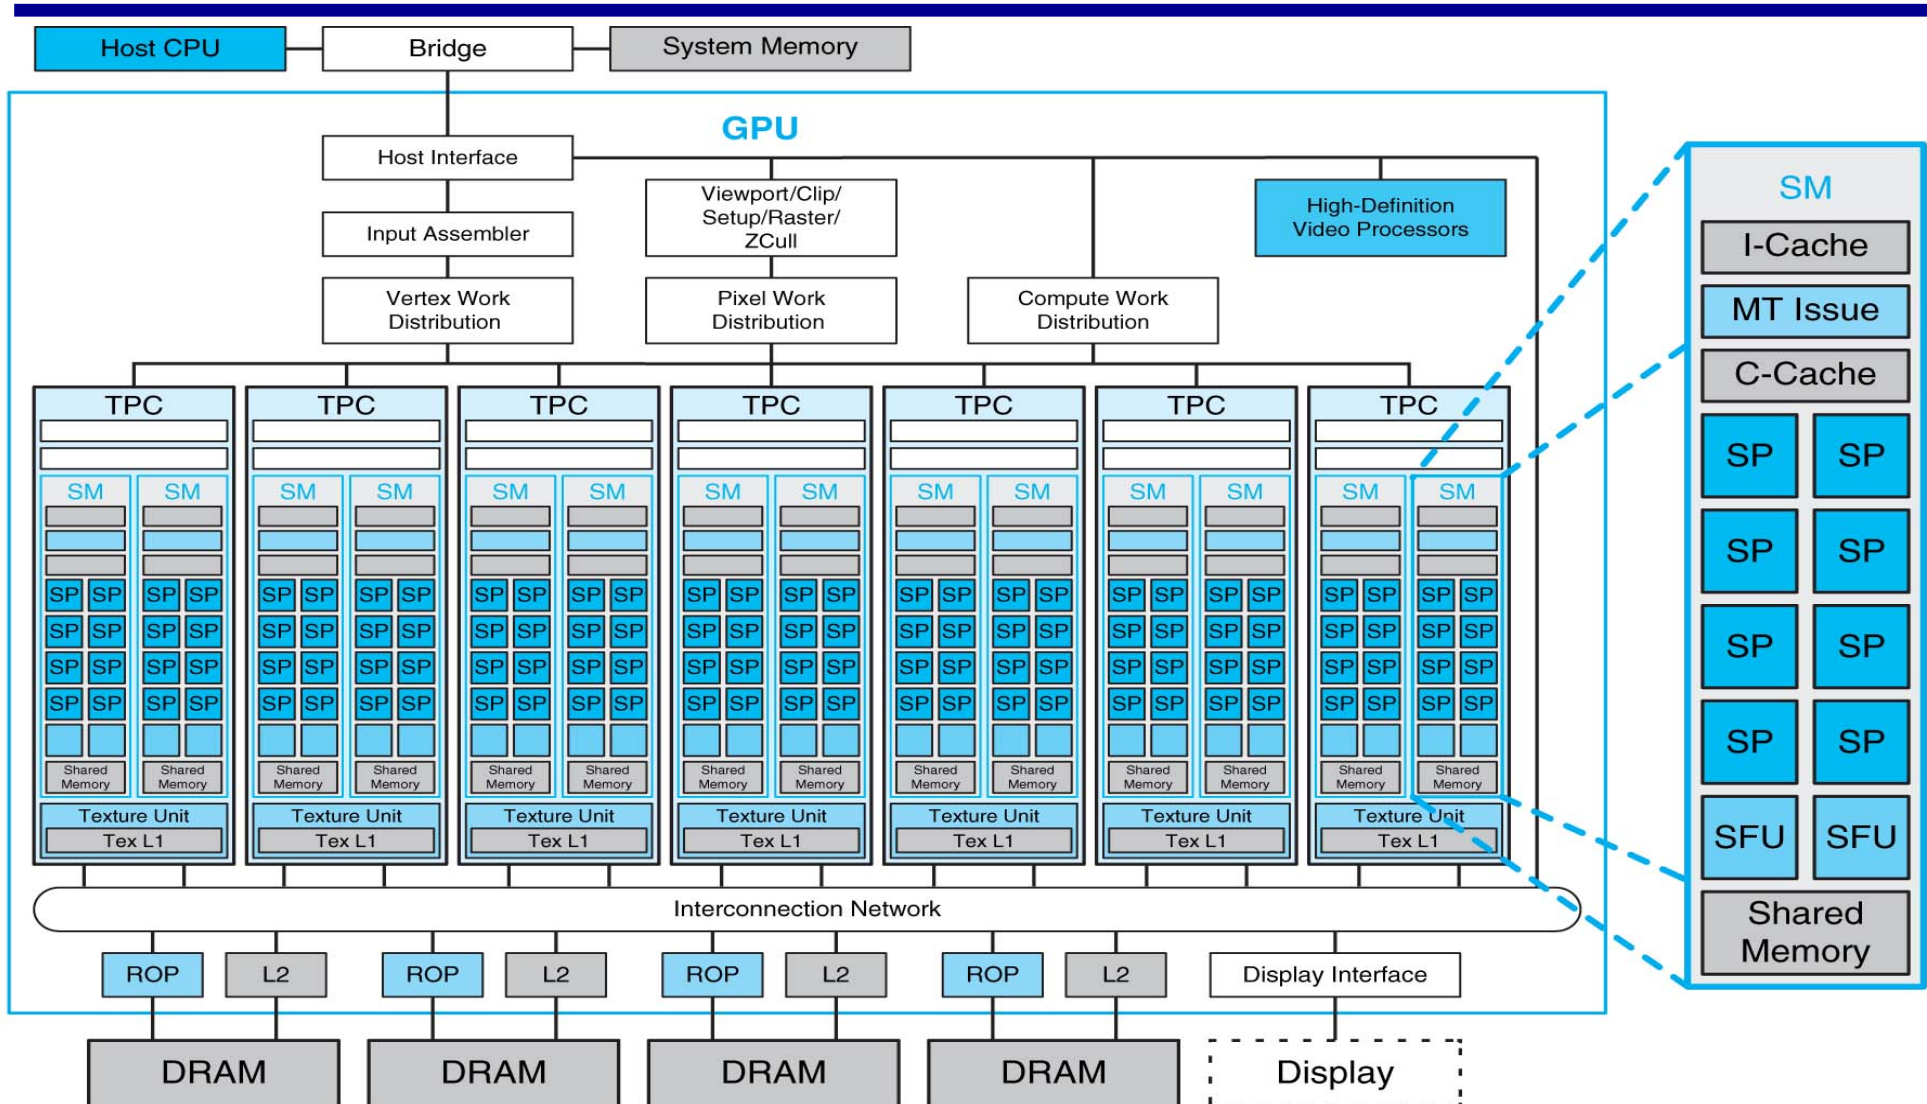 Host CPU
Bridge
System Memory
GPU
Host Interface
Input Assembler
Vertex Work
Distribution
Viewport/Clip/
Setup/Raster/
ZCull
Pixel Work
Distribution
Compute Work
Distribution
High-Definition
Video Processors
TPC TPC TPC TPC TPC TPC TPC
SM SM SM SM SM SM SM SM SM SM SM SM SM SM
SP SP SP SP SP SP SP SP SP SP SP SP SP SP SP SP SP SP SP SP SP SP SP SP SP SP SP SP
SP SP SP SP SP SP SP SP SP SP SP SP SP SP SP SP SP SP SP SP SP SP SP SP SP SP SP SP
SP SP SP SP SP SP SP SP SP SP SP SP SP SP SP SP SP SP SP SP SP SP SP SP SP SP SP SP
SP SP SP SP SP SP SP SP SP SP SP SP SP SP SP SP SP SP SP SP SP SP SP SP SP SP SP SP
Shared Shared Shared Shared Shared Shared Shared Shared Shared Shared Shared Shared Shared Shared
Memory Memory Memory Memory Memory Memory Memory Memory Memory Memory Memory Memory Memory Memory
Texture Unit Texture Unit Texture Unit Texture Unit Texture Unit Texture Unit Texture Unit
Tex L1 Tex L1 Tex L1 Tex L1 Tex L1 Tex L1 Tex L1
Interconnection Network
ROP L2 ROP L2 ROP L2 ROP L2 Display Interface
DRAM DRAM DRAM DRAM Display
SM
I-Cache
MT Issue
C-Cache
SP SP
SP SP
SP SP
SP SP
SFU SFU
Shared
Memory